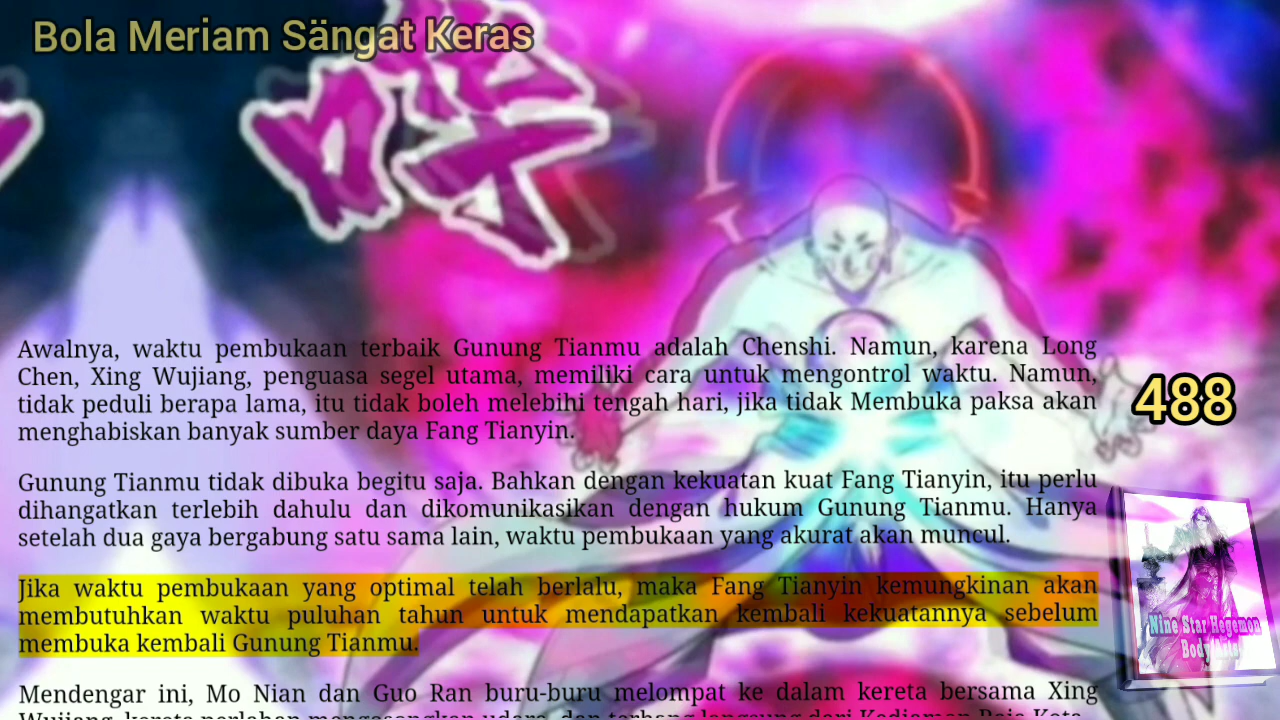 Bola Meriam Sängat Keras
Awalnya, waktu pembukaan terbaik Gunung Tianmu adalah Chenshi. Namun, karena Long
Chen, Xing Wujiang, penguasa segel utama, memiliki cara untuk mengontrol waktu. Namun,
tidak peduli berapa lama, itu tidak boleh melebihi tengah hari, jika tidak Membuka paksa akan
menghabiskan banyak sumber daya Fang Tianyin.
488
Gunung Tianmu tidak dibuka begitu saja. Bahkan dengan kekuatan kuat Fang Tianyin, itu perlu
dihangatkan terlebih dahulu dan dikomunikasikan dengan hukum Gunung Tianmu. Hanya
setelah dua gaya bergabung satu sama lain, waktu pembukaan yang akurat akan muncul.
Jika waktu pembukaan yang optimal telah berlalu, maka Fang Tianyin kemungkinan akan
membutuhkan waktu puluhan tahun untuk mendapatkan kembali kekuatannya sebelum
membuka kembali Gunung Tianmu.
Nine Star Hegemon
Body Arts
Mendengar ini, Mo Nian dan Guo Ran buru-buru melompat ke dalam kereta bersama Xing